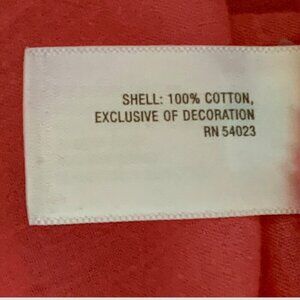 SHELL: 100% COTTON,
EXCLUSIVE OF DECORATION
RN 54023